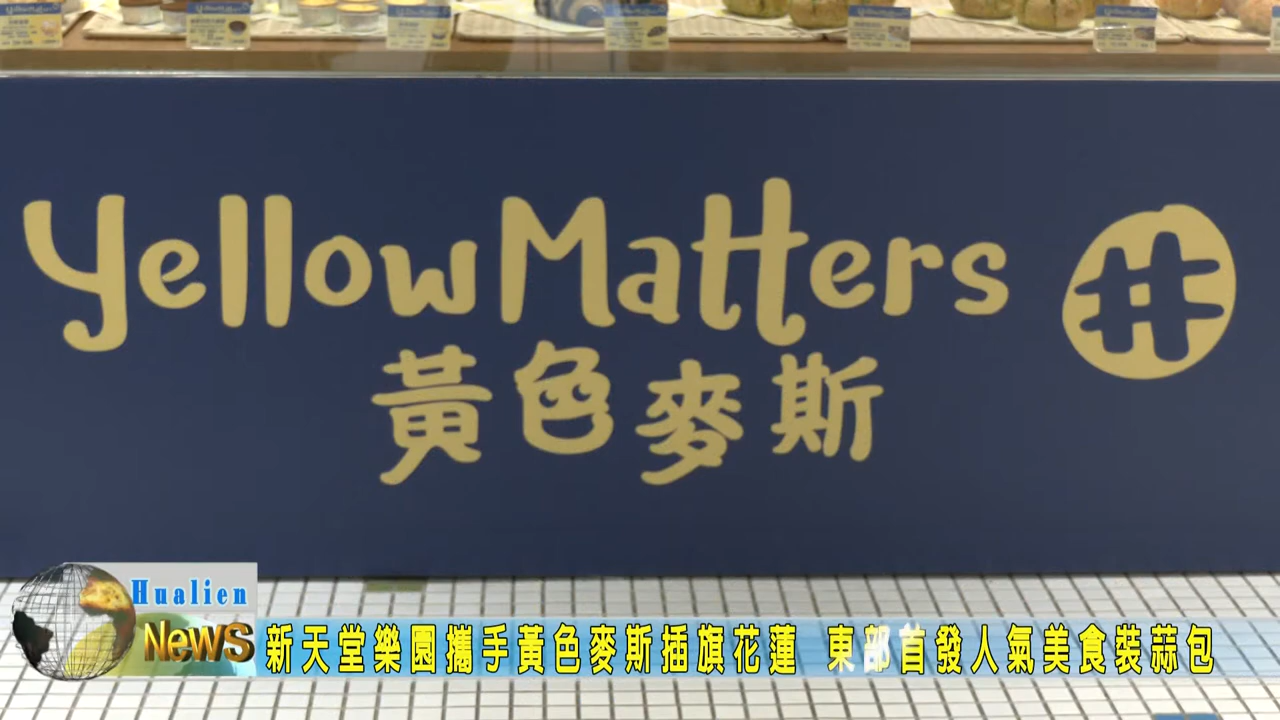 YellowMatters
黃色麥斯
Hualien
News
新天堂樂園攜手黃色麥斯插旗花蓮 東部首發人氣美食裝蒜包